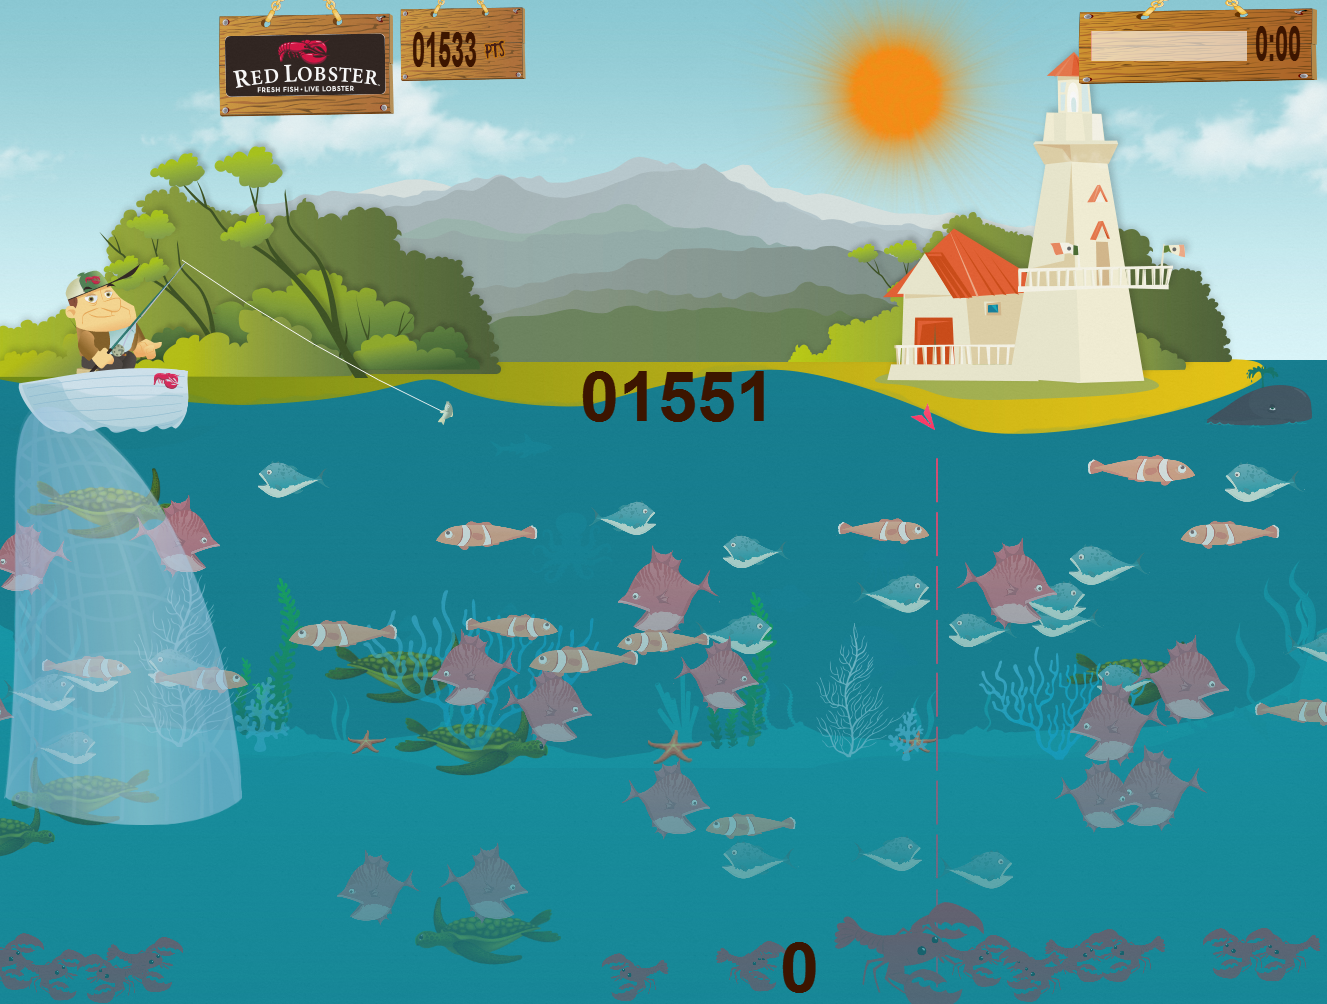 RED LOBSTER
FRESH FISH • LIVE LOBSTER
01533 PTS
0:00
01551
0